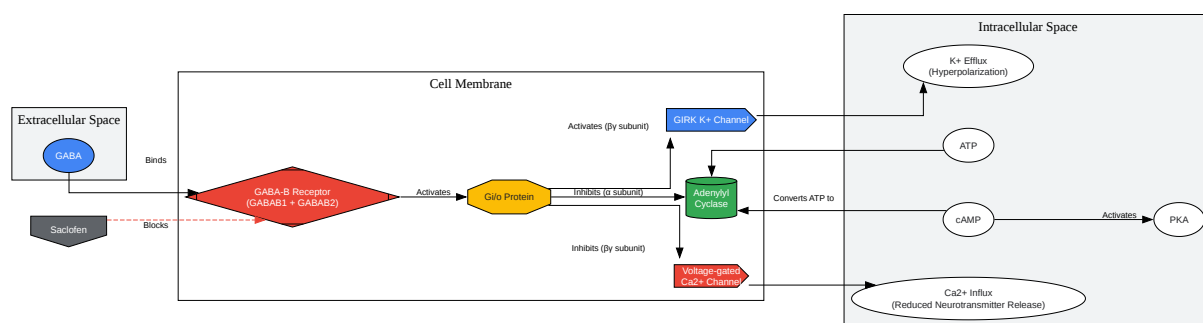 Intracellular Space
K+ Efflux
(Hyperpolarization)
Cell Membrane
Extracellular Space
GABA
Binds
GIRK K+ Channel
Activates (βγ subunit)
ATP
GABA-B Receptor
(GABAB1 + GABAB2)
Activates
Gi/o Protein
Inhibits (α subunit)
Adenylyl
Cyclase
Converts ATP to
cAMP
Activates
PKA
Saclofen
Blocks
Inhibits (βγ subunit)
Voltage-gated
Ca2+ Channel
Ca2+ Influx
(Reduced Neurotransmitter Release)